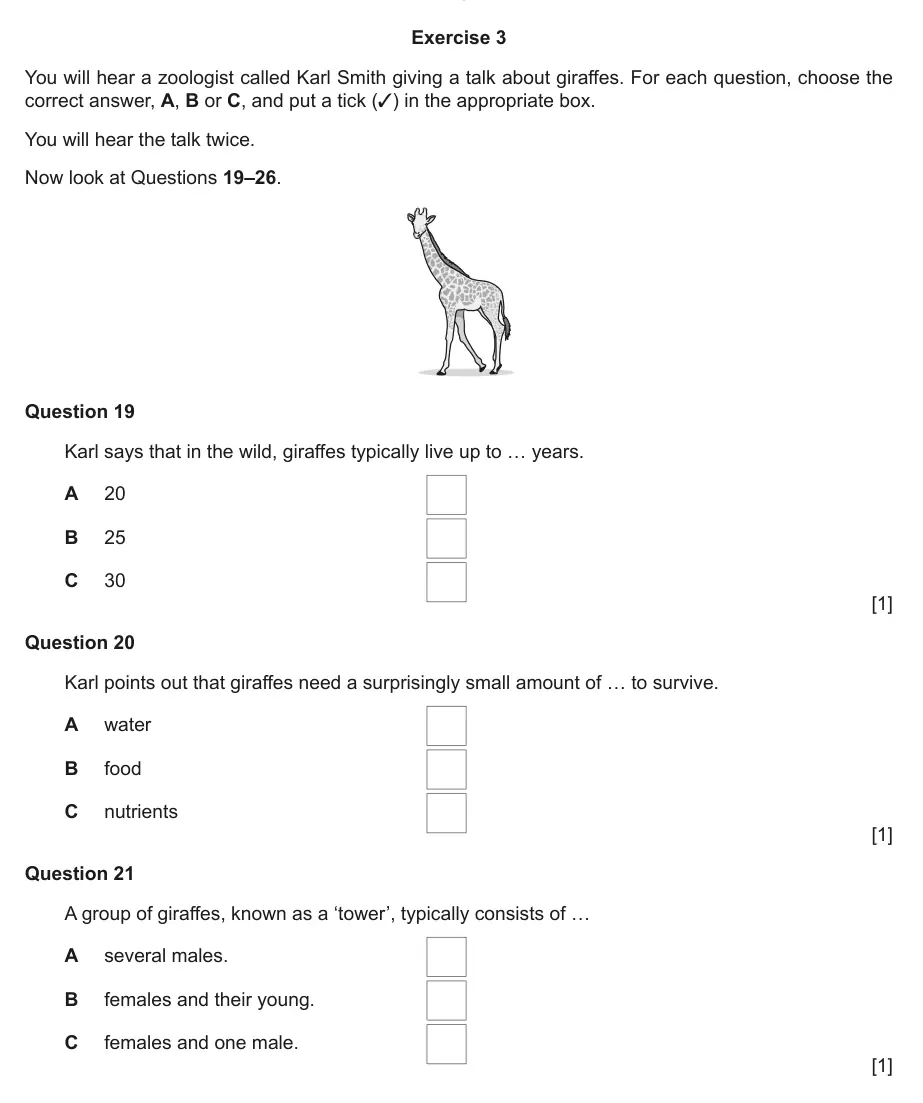 Exercise 3
You will hear a zoologist called Karl Smith giving a talk about giraffes. For each question, choose the
correct answer, A, B or C, and put a tick (✓) in the appropriate box.
You will hear the talk twice.
Now look at Questions 19–26.
Question 19
Karl says that in the wild, giraffes typically live up to … years.
A 20
B 25
C 30
[1]
Question 20
Karl points out that giraffes need a surprisingly small amount of … to survive.
A water
B food
C nutrients
[1]
Question 21
A group of giraffes, known as a ‘tower’, typically consists of …
A several males.
B females and their young.
C females and one male.
[1]